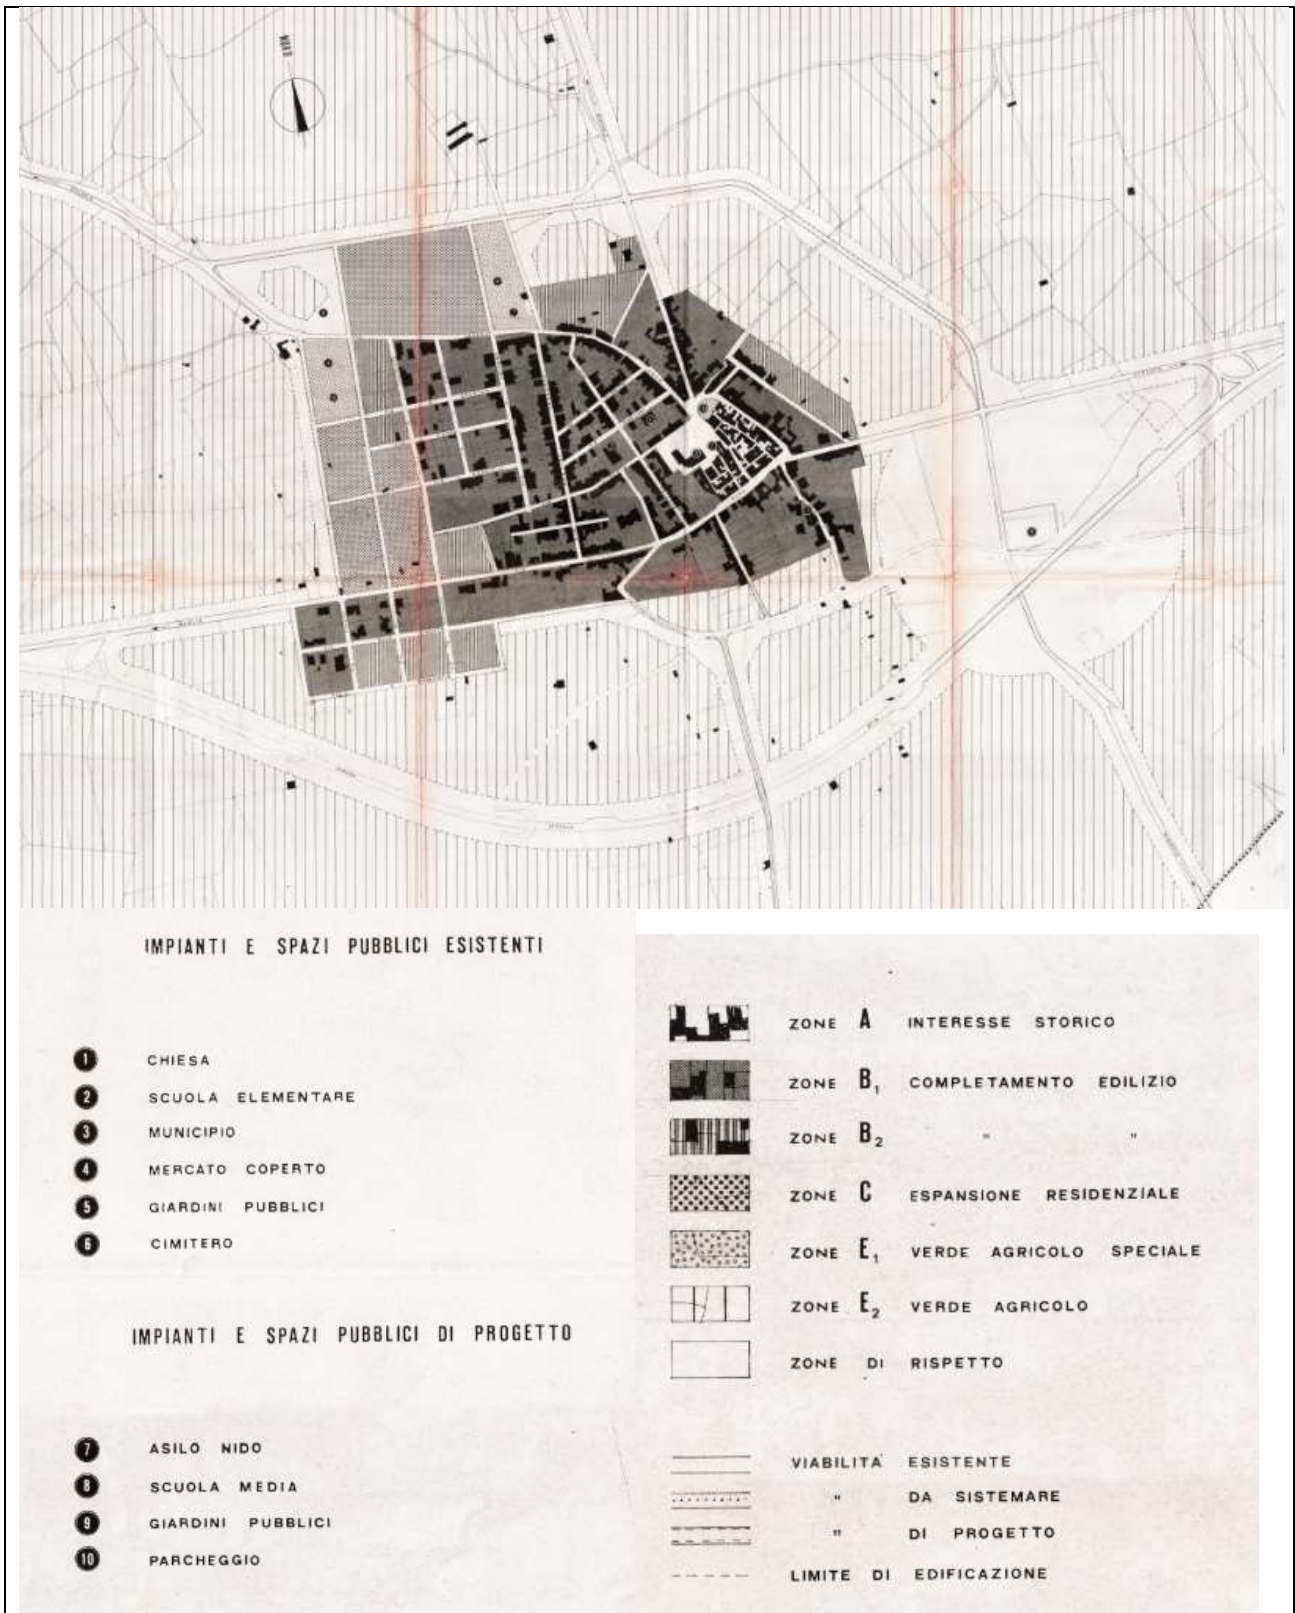 NORD
IMPIANTI E SPAZI PUBBLICI ESISTENTI
1 CHIESA
2 SCUOLA ELEMENTARE
3 MUNICIPIO
4 MERCATO COPERTO
5 GIARDINI PUBBLICI
6 CIMITERO
IMPIANTI E SPAZI PUBBLICI DI PROGETTO
7 ASILO NIDO
8 SCUOLA MEDIA
9 GIARDINI PUBBLICI
10 PARCHEGGIO
ZONE A INTERESSE STORICO
ZONE B1 COMPLETAMENTO EDILIZIO
ZONE B2 " "
ZONE C ESPANSIONE RESIDENZIALE
ZONE E1 VERDE AGRICOLO SPECIALE
ZONE E2 VERDE AGRICOLO
ZONE DI RISPETTO
VIABILITA' ESISTENTE
" DA SISTEMARE
" DI PROGETTO
LIMITE DI EDIFICAZIONE